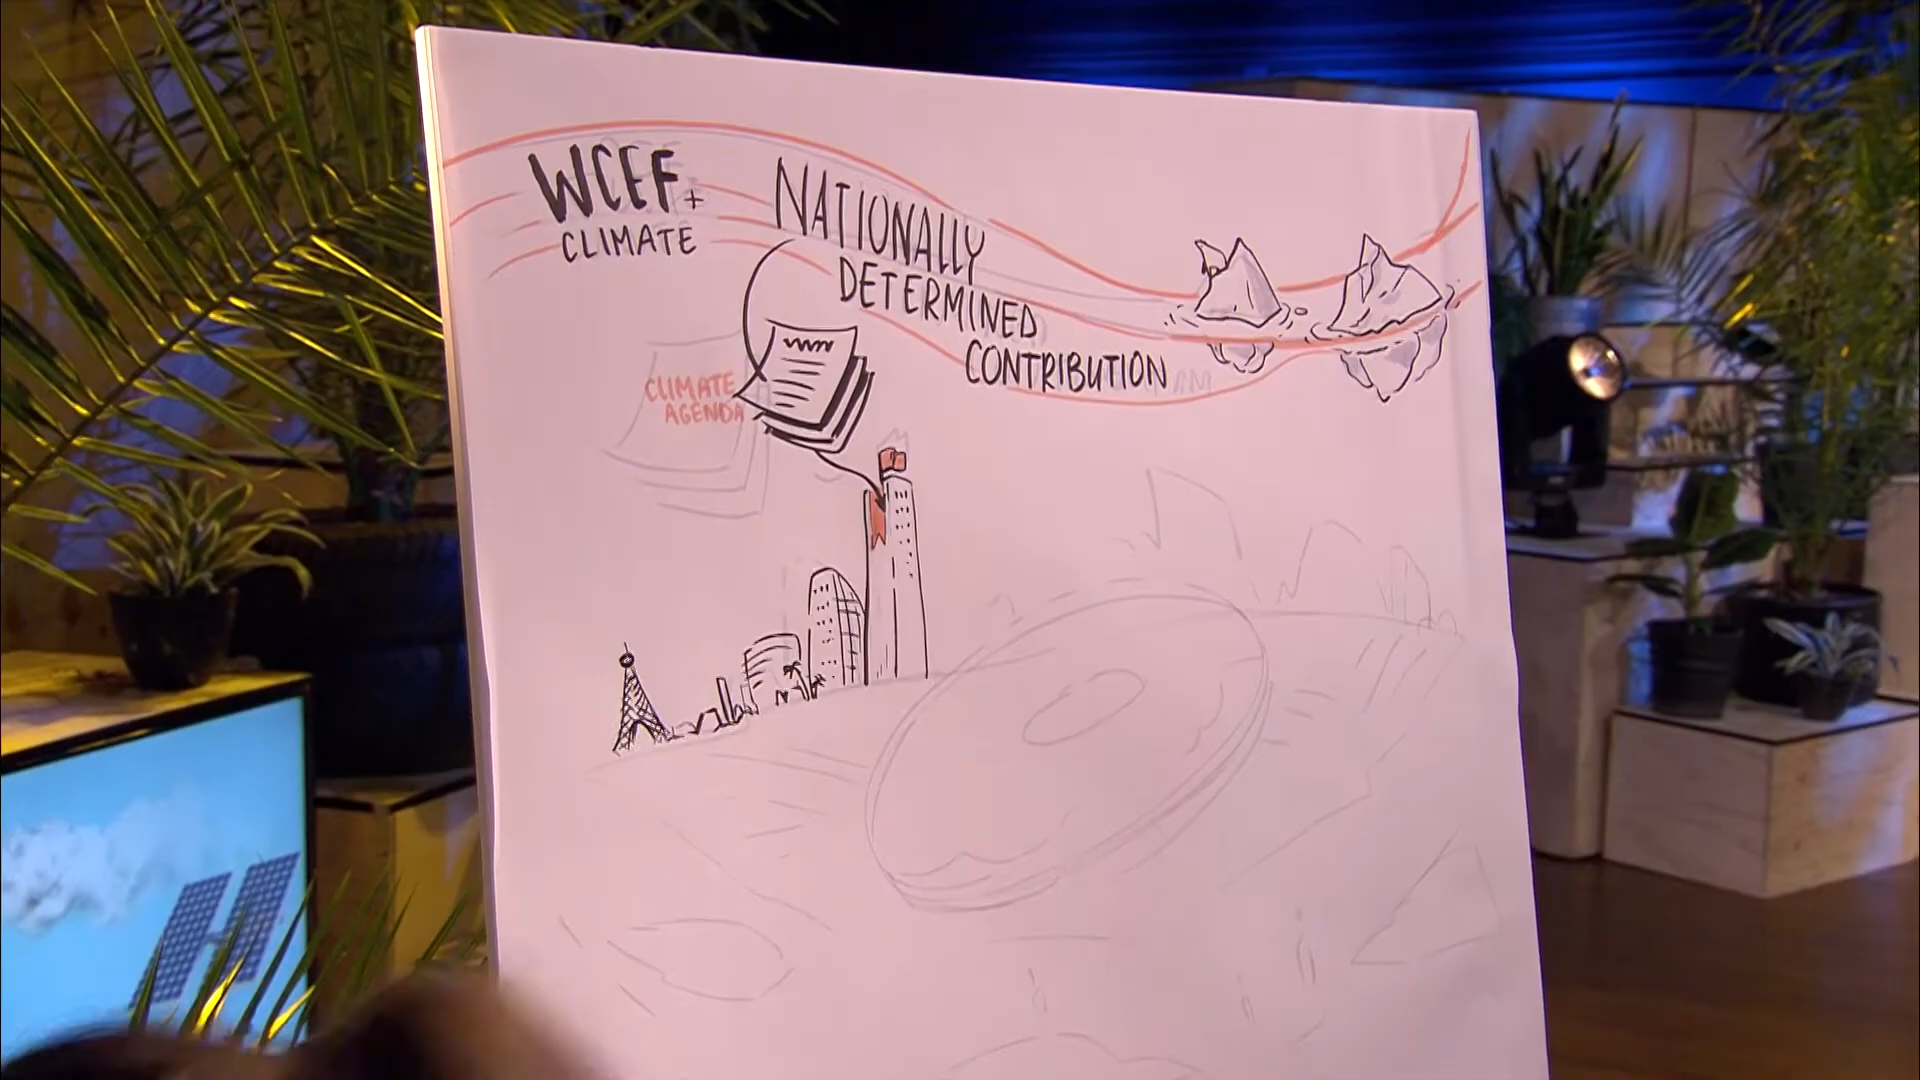 WCEF+
CLIMATE
NATIONALLY
DETERMINED
CONTRIBUTION
CLIMATE
AGENDA